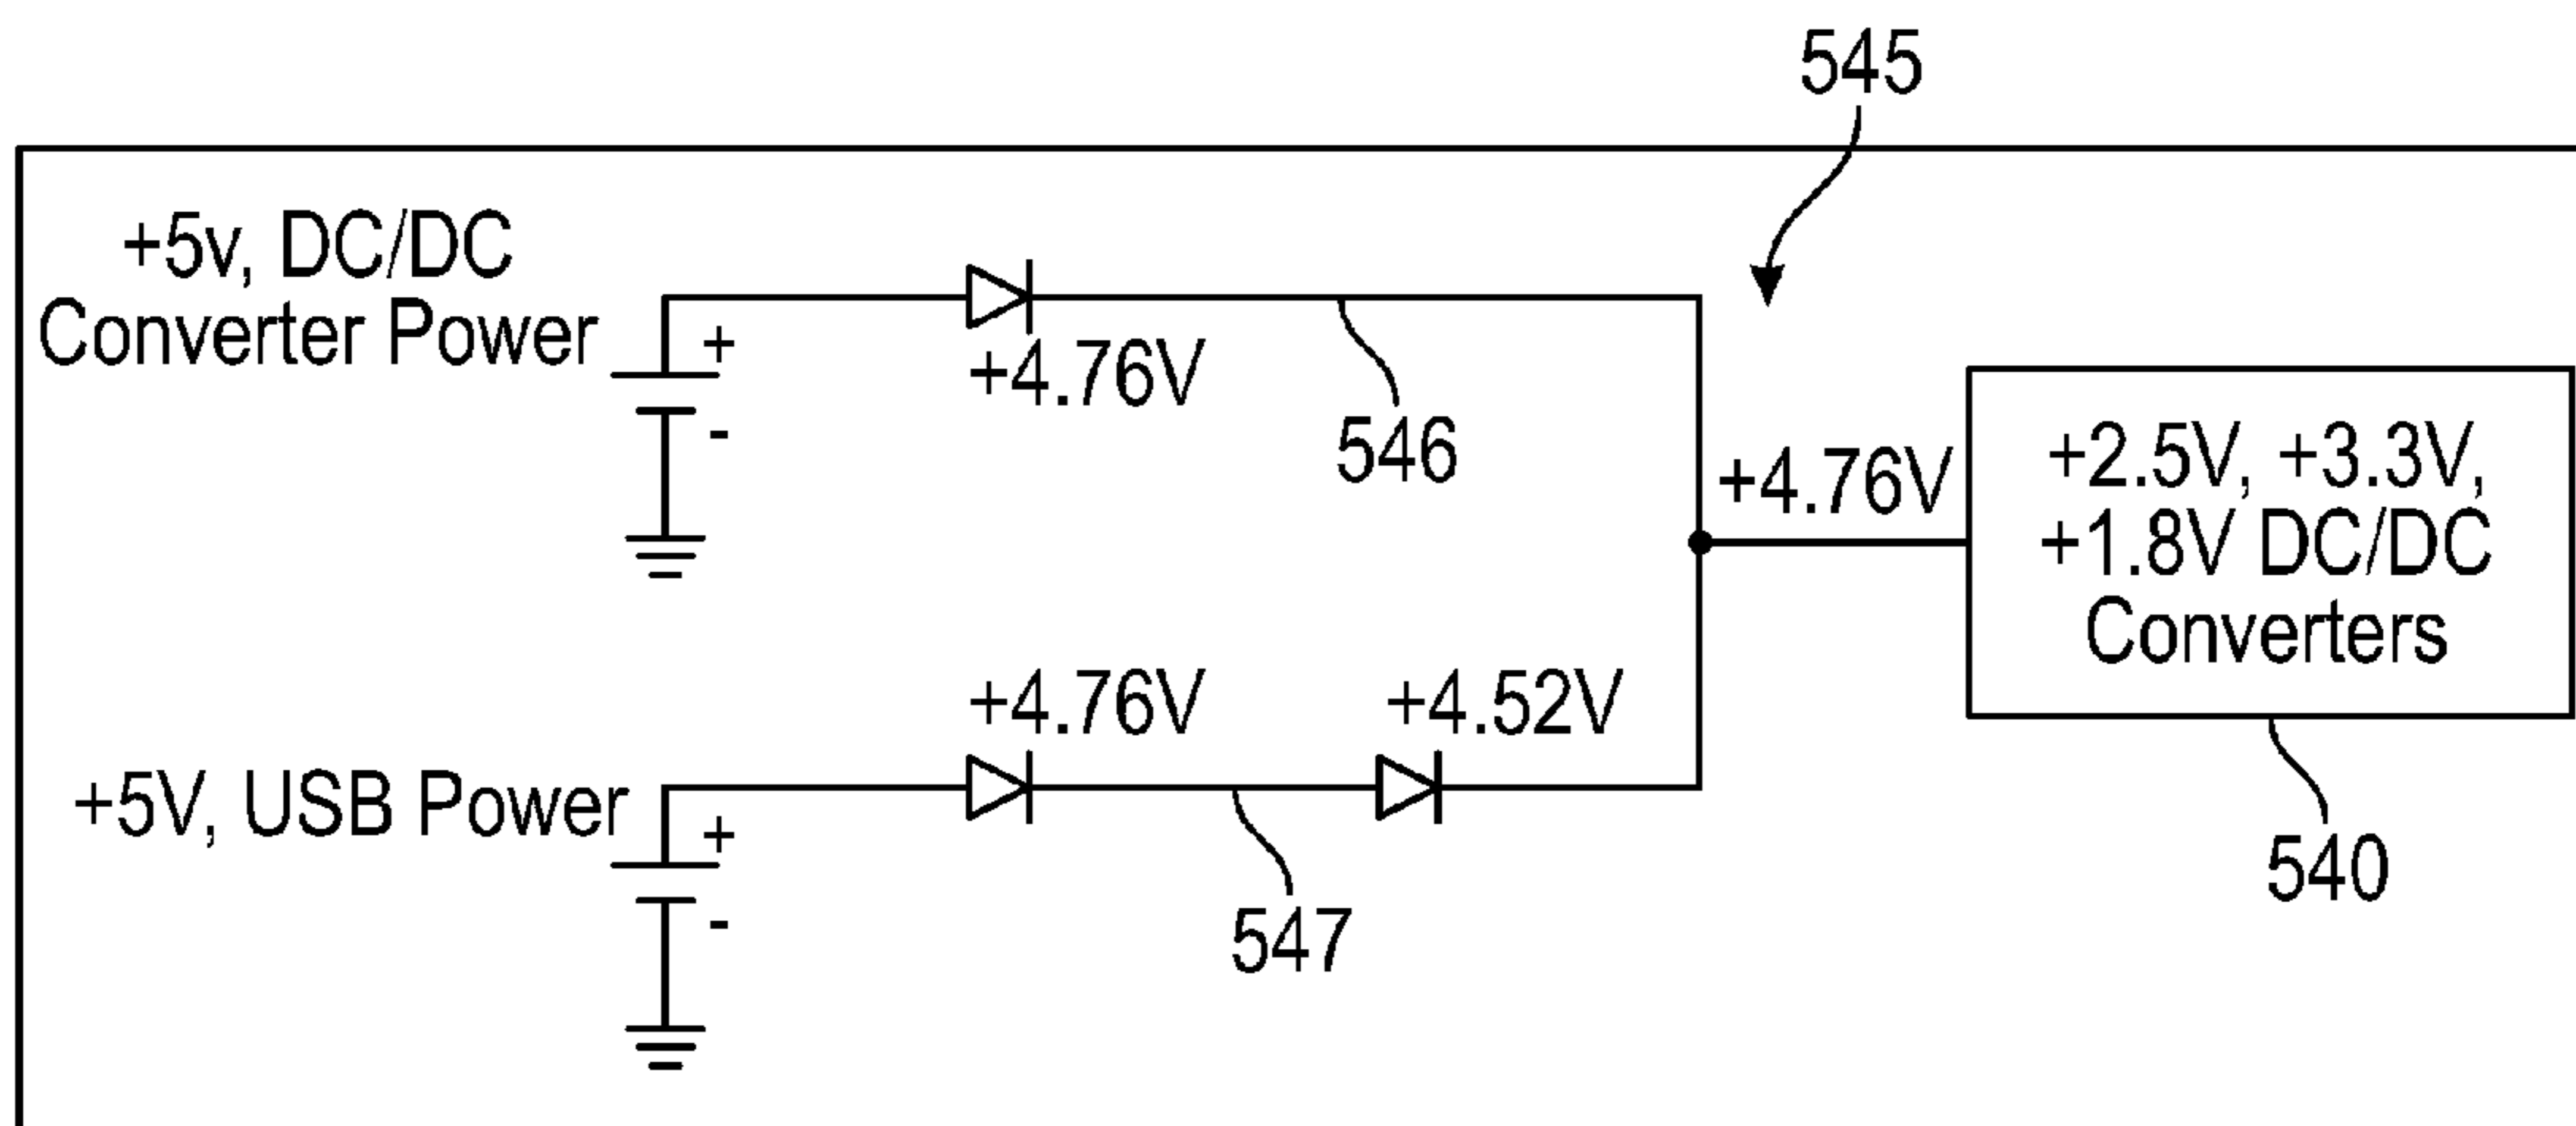 545
+5v, DC/DC
Converter Power
+
-
+4.76V
546
+4.76V
+2.5V, +3.3V,
+1.8V DC/DC
Converters
540
+4.76V
+4.52V
+5V, USB Power
+
-
547